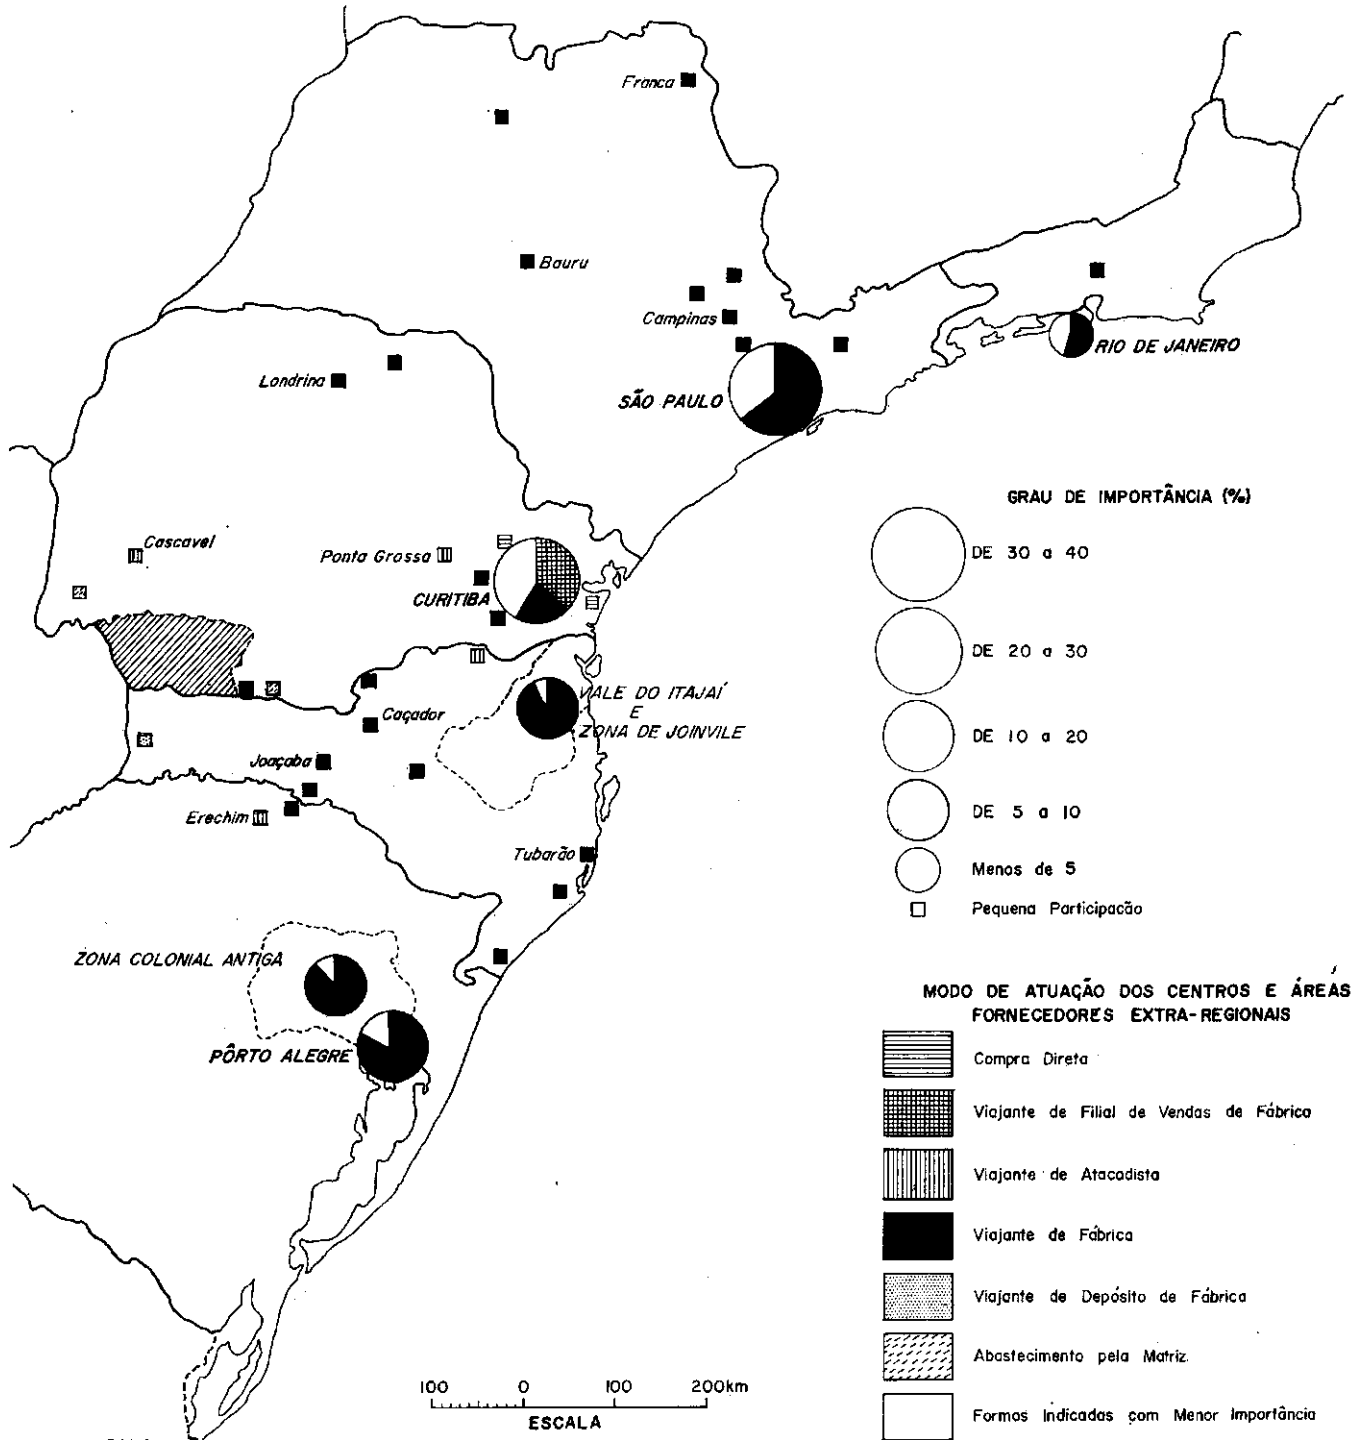 Franca
Bauru
Campinas
RIO DE JANEIRO
Londrina
SÃO PAULO
GRAU DE IMPORTÂNCIA (%)
DE 30 a 40
Cascavel
Ponta Grossa
CURITIBA
DE 20 a 30
VALE DO ITAJAÍ
E
ZONA DE JOINVILE
Caçador
DE 10 a 20
Joaçaba
Erechim
DE 5 a 10
Tubarão
Menos de 5
Pequena Participacão
ZONA COLONIAL ANTIGA
PÔRTO ALEGRE
MODO DE ATUAÇÃO DOS CENTROS E ÁREÁS
FORNECEDORES EXTRA-REGIONAIS
Compra Direta
Viajante de Filial de Vendas de Fábrica
Viajante de Atacadista
Viajante de Fábrica
Viajante de Depósito de Fábrica
Abastecimento pela Matriz
Formas Indicadas com Menor Importância
100 0 100 200km
ESCALA